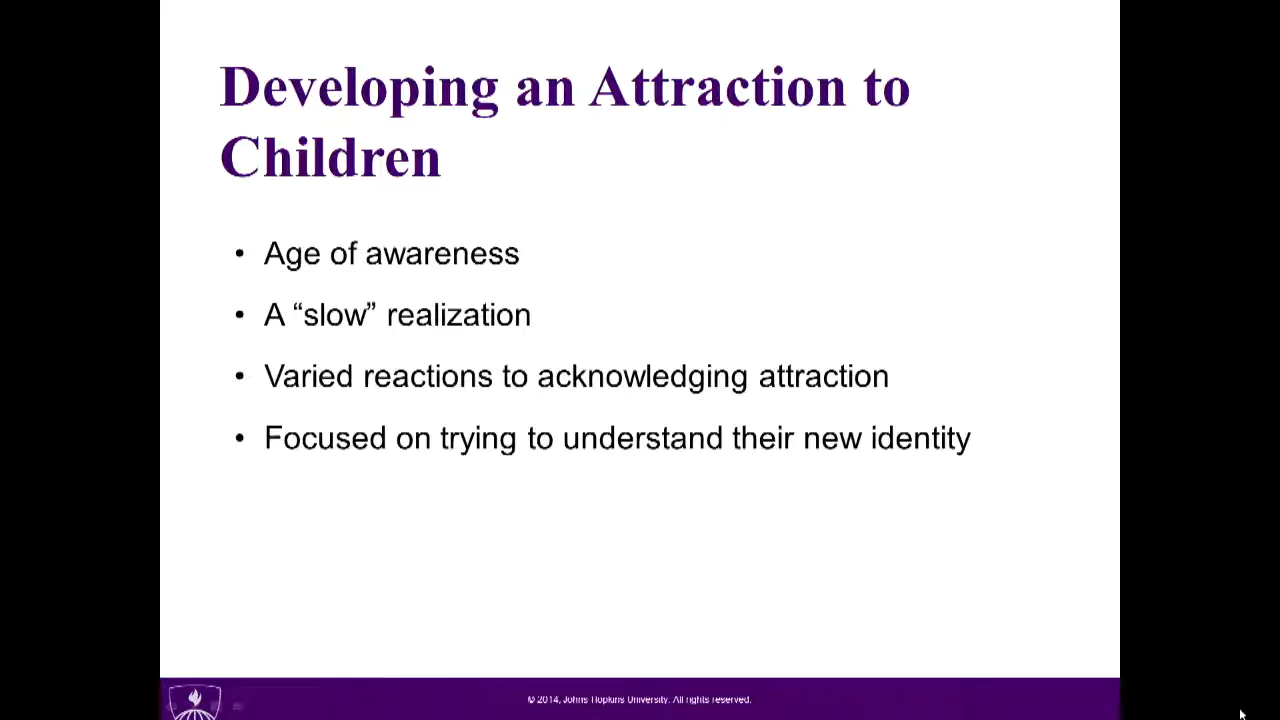 Developing an Attraction to
Children
• Age of awareness
• A “slow” realization
• Varied reactions to acknowledging attraction
• Focused on trying to understand their new identity
© 2014, Johns Hopkins University. All rights reserved.